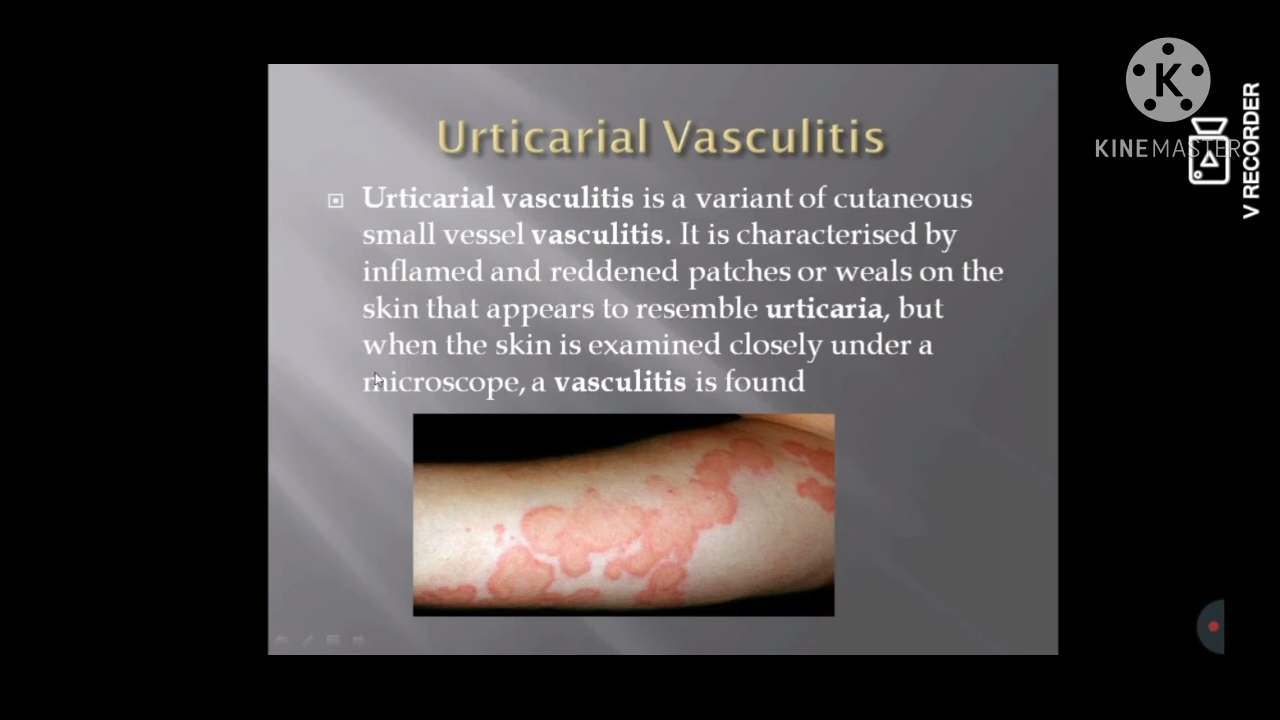 Urticarial Vasculitis
Urticarial vasculitis is a variant of cutaneous
small vessel vasculitis. It is characterised by
inflamed and reddened patches or weals on the
skin that appears to resemble urticaria, but
when the skin is examined closely under a
microscope, a vasculitis is found
K
KINEMASTER
V RECORDER